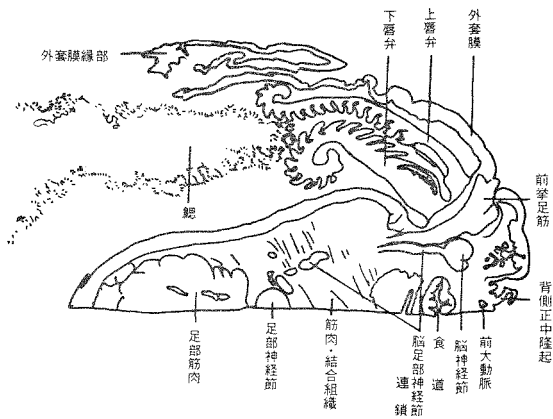 外套膜
上唇弁
下唇弁
外套膜縁部
前挙足筋
鰓
背側正中隆起
前大動脈
脳神経節
食道
脳足部神経節
連鎖
筋肉・結合組織
足部神経節
足部筋肉